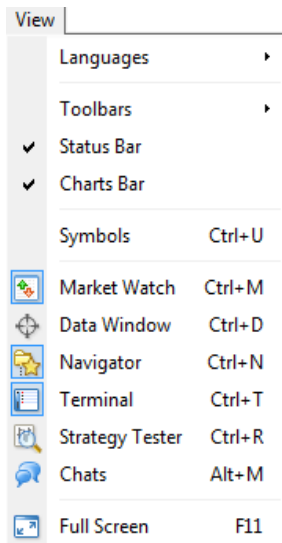 View
Languages
Toolbars
Status Bar
Charts Bar
Symbols Ctrl+U
Market Watch Ctrl+M
Data Window Ctrl+D
Navigator Ctrl+N
Terminal Ctrl+T
Strategy Tester Ctrl+R
Chats Alt+M
Full Screen F11